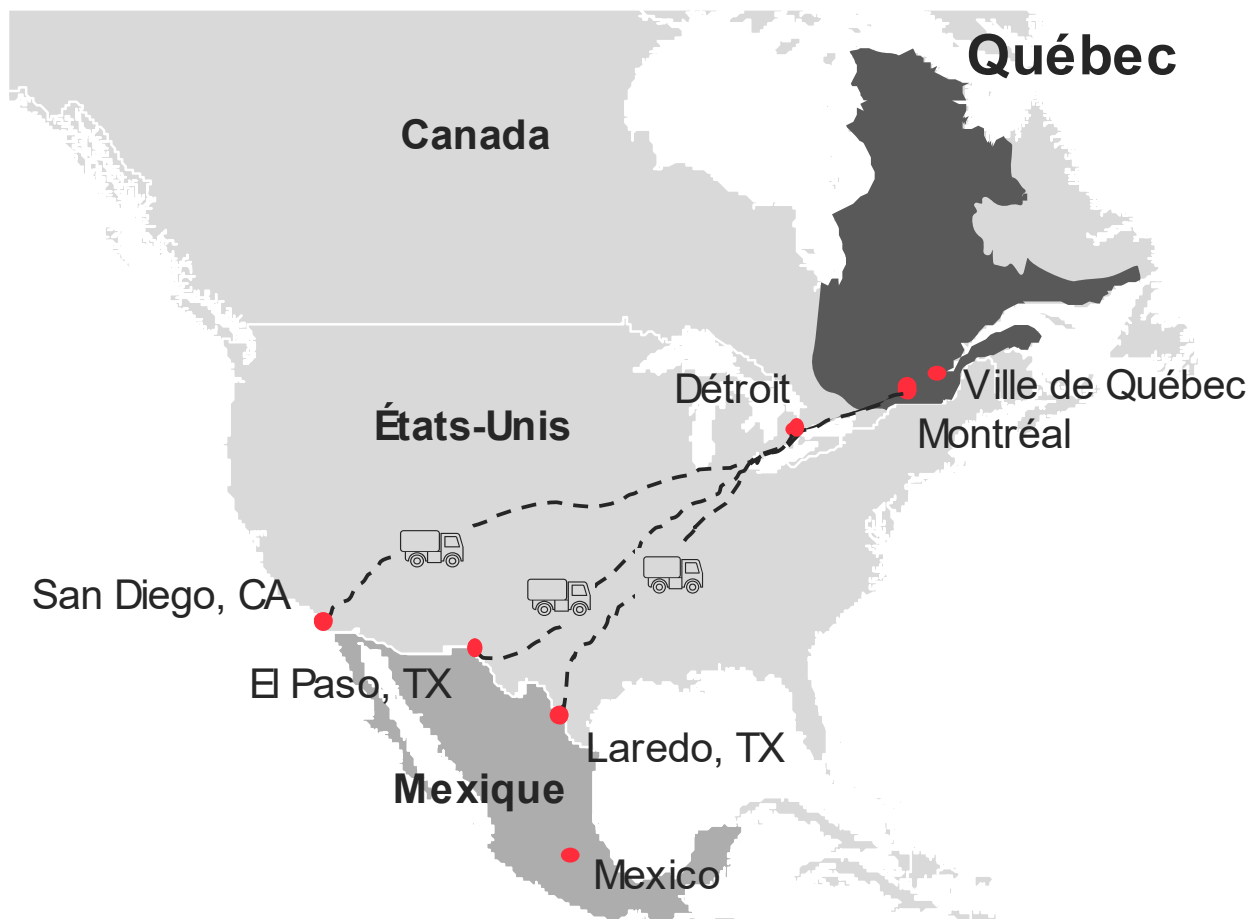 Québec
Canada
Détroit
Ville de Québec
États-Unis
Montréal
San Diego, CA
El Paso, TX
Laredo, TX
Mexique
Mexico